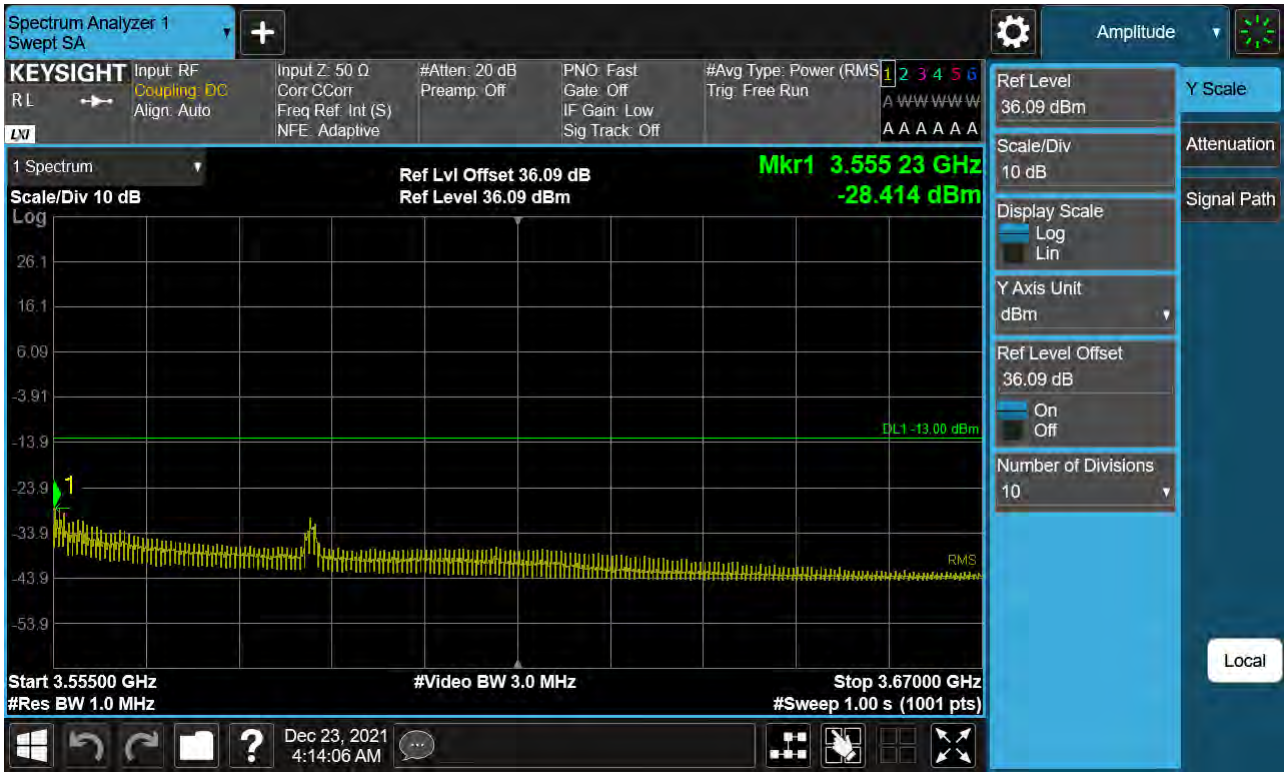 Spectrum Analyzer 1
Swept SA
+
Amplitude
KEYSIGHT
RL
LXI
Input: RF
Coupling: DC
Align: Auto
Input Z: 50 Ω
Corr CCorr
Freq Ref: Int (S)
NFE: Adaptive
#Atten: 20 dB
Preamp: Off
PNO: Fast
Gate: Off
IF Gain: Low
Sig Track: Off
#Avg Type: Power (RMS
Trig: Free Run
1 2 3 4 5 6
A W W W W W
A A A A A A
1 Spectrum
Scale/Div 10 dB
Log
Ref Lvl Offset 36.09 dB
Ref Level 36.09 dBm
Mkr1 3.555 23 GHz
-28.414 dBm
26.1
16.1
6.09
-3.91
-13.9
-23.9
-33.9
-43.9
-53.9
DL1 -13.00 dBm
1
RMS
Start 3.55500 GHz
#Res BW 1.0 MHz
#Video BW 3.0 MHz
Stop 3.67000 GHz
#Sweep 1.00 s (1001 pts)
Ref Level
36.09 dBm
Scale/Div
10 dB
Display Scale
Log
Lin
Y Axis Unit
dBm
Ref Level Offset
36.09 dB
On
Off
Number of Divisions
10
Y Scale
Attenuation
Signal Path
Local
?
Dec 23, 2021
4:14:06 AM